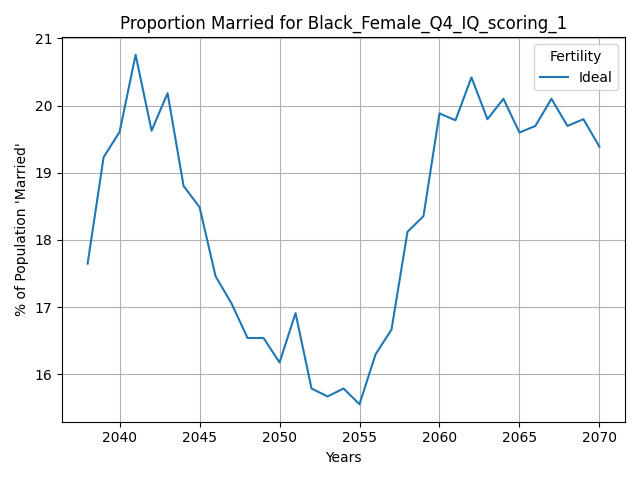 Proportion Married for Black_Female_Q4_IQ_scoring_1
21
20
19
18
17
16
% of Population 'Married'
Fertility
Ideal
2040 2045 2050 2055 2060 2065 2070
Years